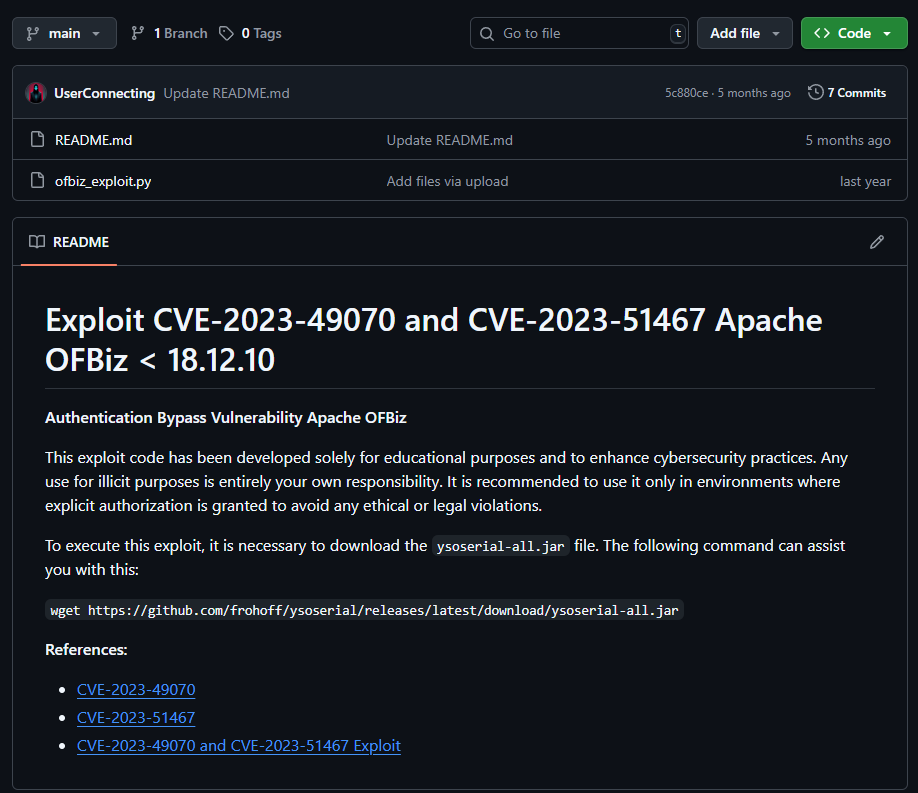 main 1 Branch 0 Tags Go to file t Add file Code
UserConnecting Update README.md 5c880ce · 5 months ago 7 Commits
README.md Update README.md 5 months ago
ofbiz_exploit.py Add files via upload last year
README
Exploit CVE-2023-49070 and CVE-2023-51467 Apache
OFBiz < 18.12.10
Authentication Bypass Vulnerability Apache OFBiz
This exploit code has been developed solely for educational purposes and to enhance cybersecurity practices. Any
use for illicit purposes is entirely your own responsibility. It is recommended to use it only in environments where
explicit authorization is granted to avoid any ethical or legal violations.
To execute this exploit, it is necessary to download the ysoserial-all.jar file. The following command can assist
you with this:
wget https://github.com/frohoff/ysoserial/releases/latest/download/ysoserial-all.jar
References:
• CVE-2023-49070
• CVE-2023-51467
• CVE-2023-49070 and CVE-2023-51467 Exploit